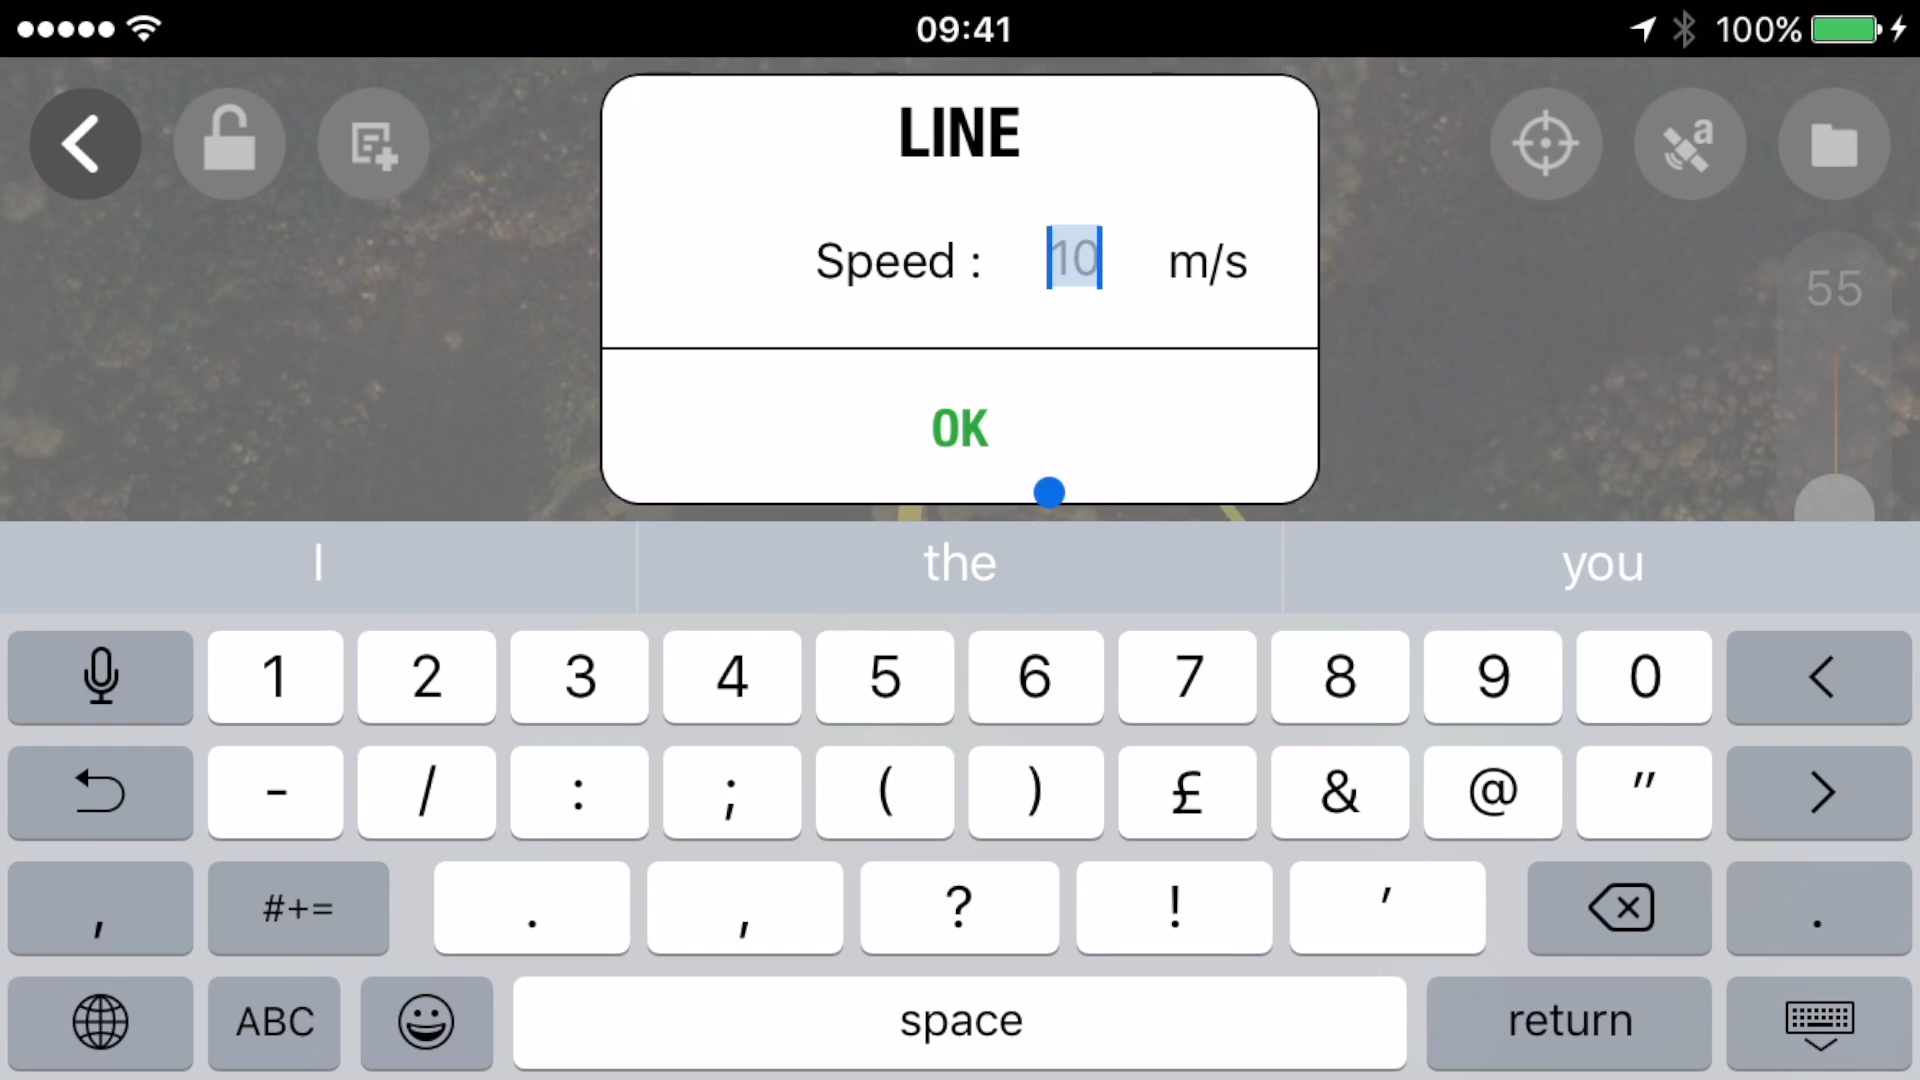 09:41
100%
a
LINE
Speed : 10 m/s
55
OK
I the you
1 2 3 4 5 6 7 8 9 0 <
- / : ; ( ) £ & @ " >
, #+= . , ? ! ' .
ABC space return